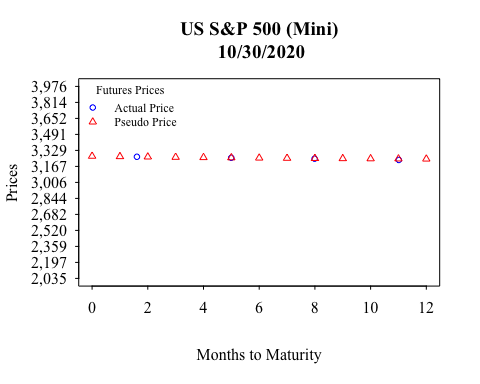 US S&P 500 (Mini)
10/30/2020
Futures Prices
Actual Price
Pseudo Price
Prices
3,976
3,814
3,652
3,491
3,329
3,167
3,006
2,844
2,682
2,520
2,359
2,197
2,035
0 2 4 6 8 10 12
Months to Maturity